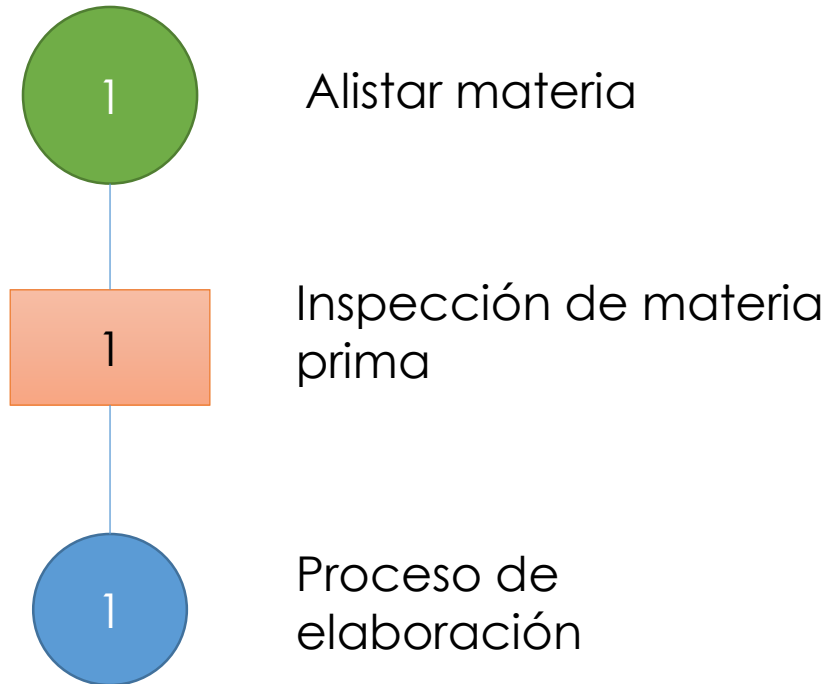 1
Alistar materia
1
Inspección de materia
prima
1
Proceso de
elaboración